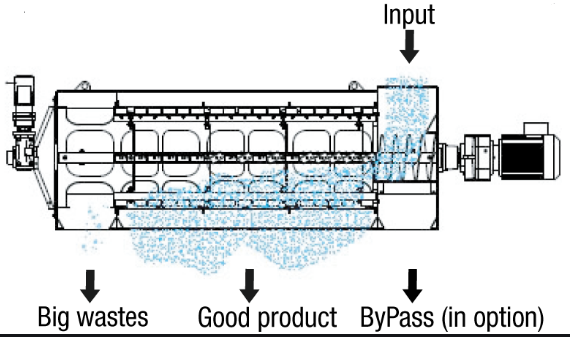 Input
Big wastes
Good product
ByPass (in option)